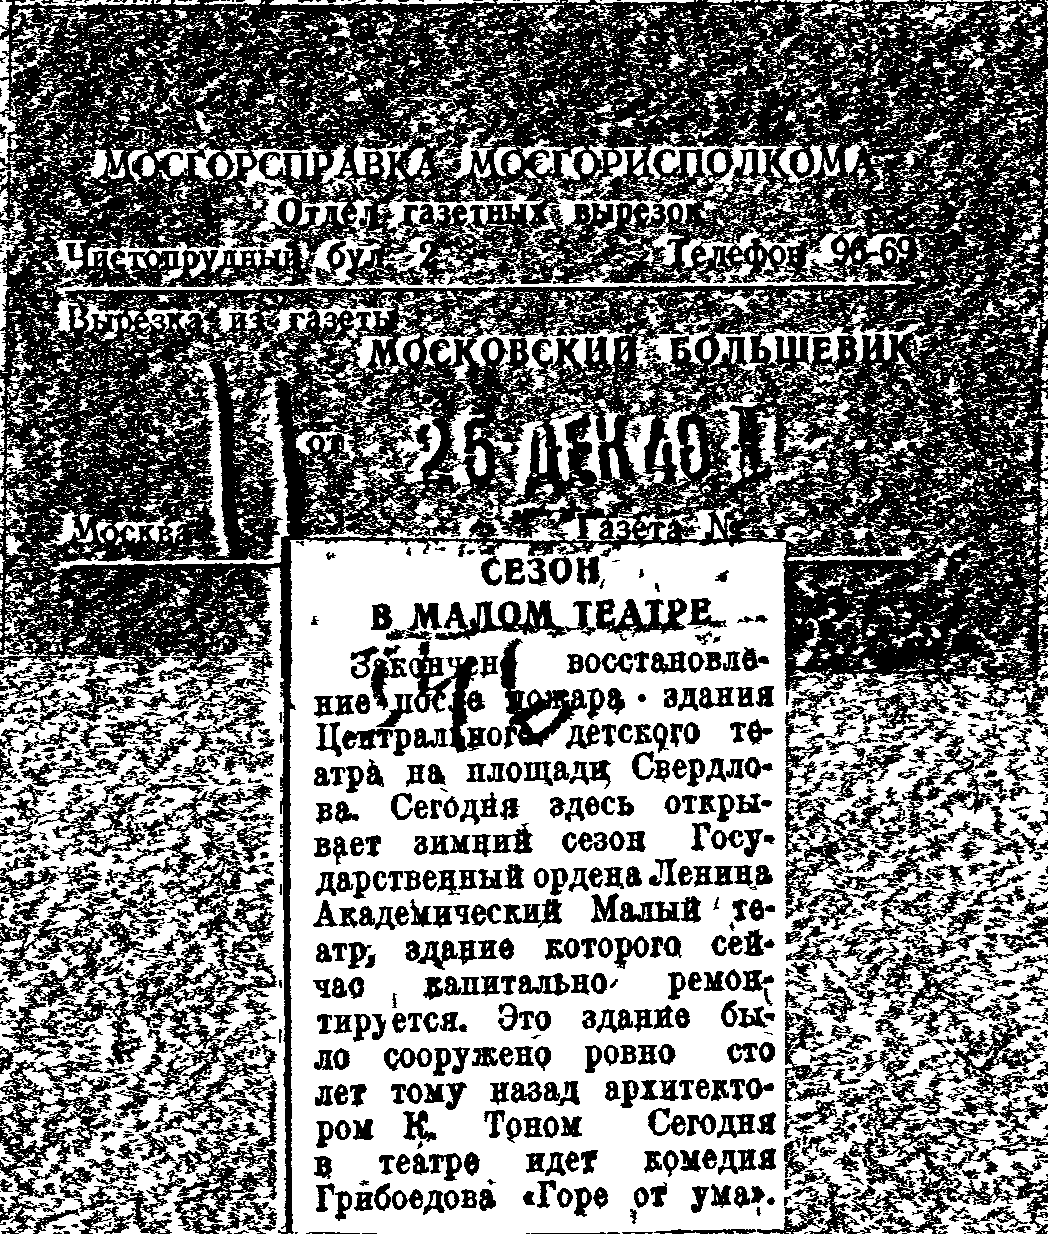 МОСГОРСПРАВКА МОСГОРИСПОЛКОМА
Отдел газетных вырезок
Чистопрудный бул. 2 Телефон 96-69
Вырезка из газеты
МОСКОВСКИЙ БОЛЬШЕВИК
от 26 ДЕК 40
Москва Газета №
СЕЗОН
В МАЛОМ ТЕАТРЕ
Закончено восстановле-
ние после пожара здания
Центрального детского те-
атра на площади Свердло-
ва. Сегодня здесь откры-
вает зимний сезон Госу-
дарственный ордена Ленина
Академический Малый те-
атр, здание которого сей-
час капитально ремон-
тируется. Это здание бы-
ло сооружено ровно сто
лет тому назад архитекто-
ром К. Тоном Сегодня
в театре идет комедия
Грибоедова «Горе от ума».